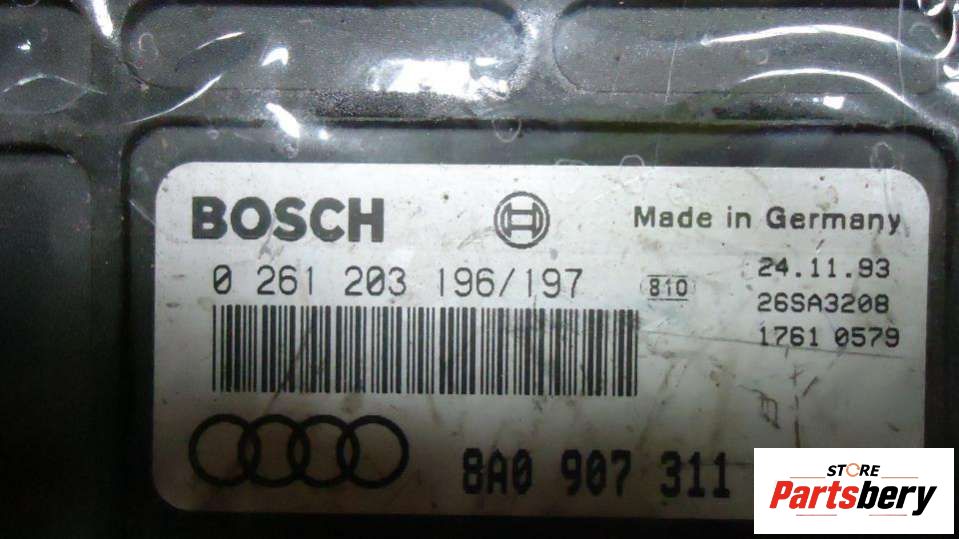 BOSCH
Made in Germany
0 261 203 196/197
810
24.11.93
26SA3208
1761 0579
8A0 907 311
STORE
Partsbery